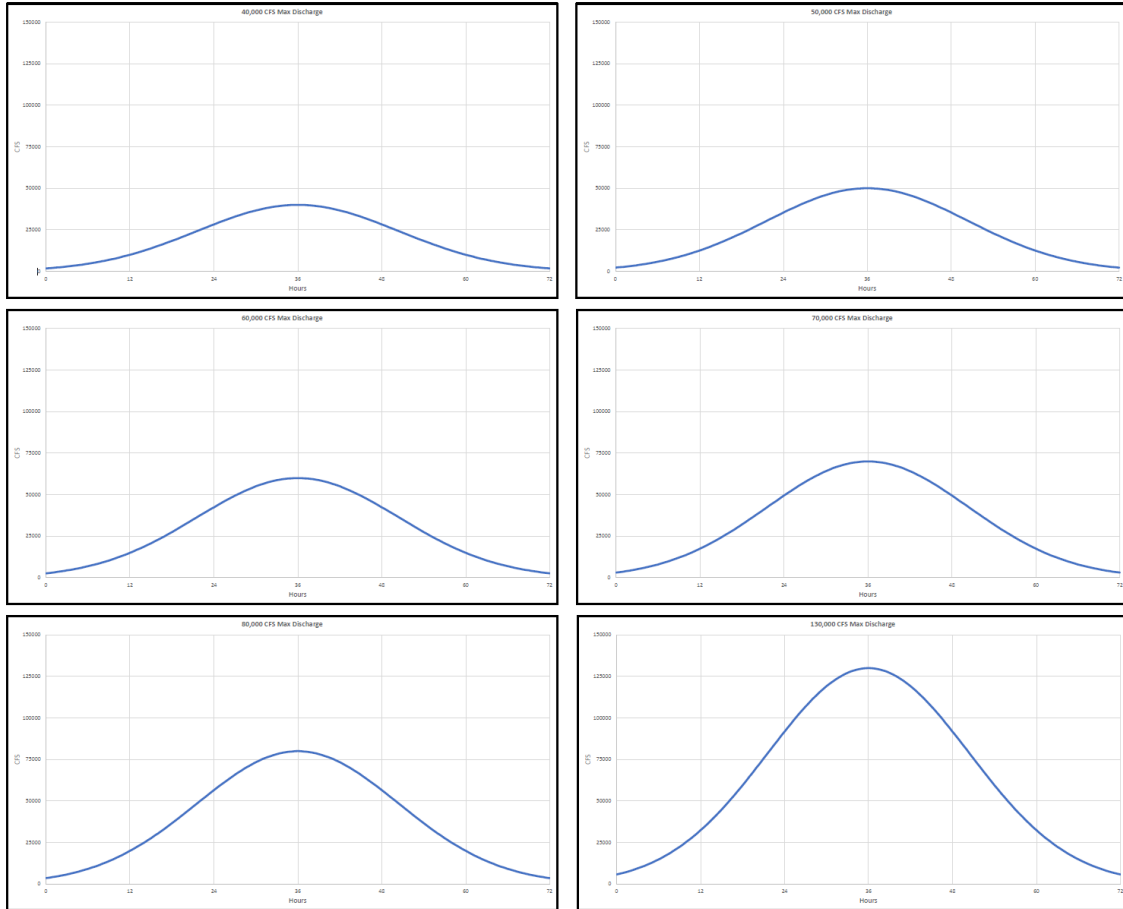 40,000 CFS Max Discharge
150000
125000
100000
75000
50000
25000
0
CFS
0 12 24 36 48 60 72
Hours
50,000 CFS Max Discharge
150000
125000
100000
75000
50000
25000
0
CFS
0 12 24 36 48 60 72
Hours
60,000 CFS Max Discharge
150000
125000
100000
75000
50000
25000
0
CFS
0 12 24 36 48 60 72
Hours
70,000 CFS Max Discharge
150000
125000
100000
75000
50000
25000
0
CFS
0 12 24 36 48 60 72
Hours
80,000 CFS Max Discharge
150000
125000
100000
75000
50000
25000
0
CFS
0 12 24 36 48 60 72
Hours
130,000 CFS Max Discharge
150000
125000
100000
75000
50000
25000
0
CFS
0 12 24 36 48 60 72
Hours